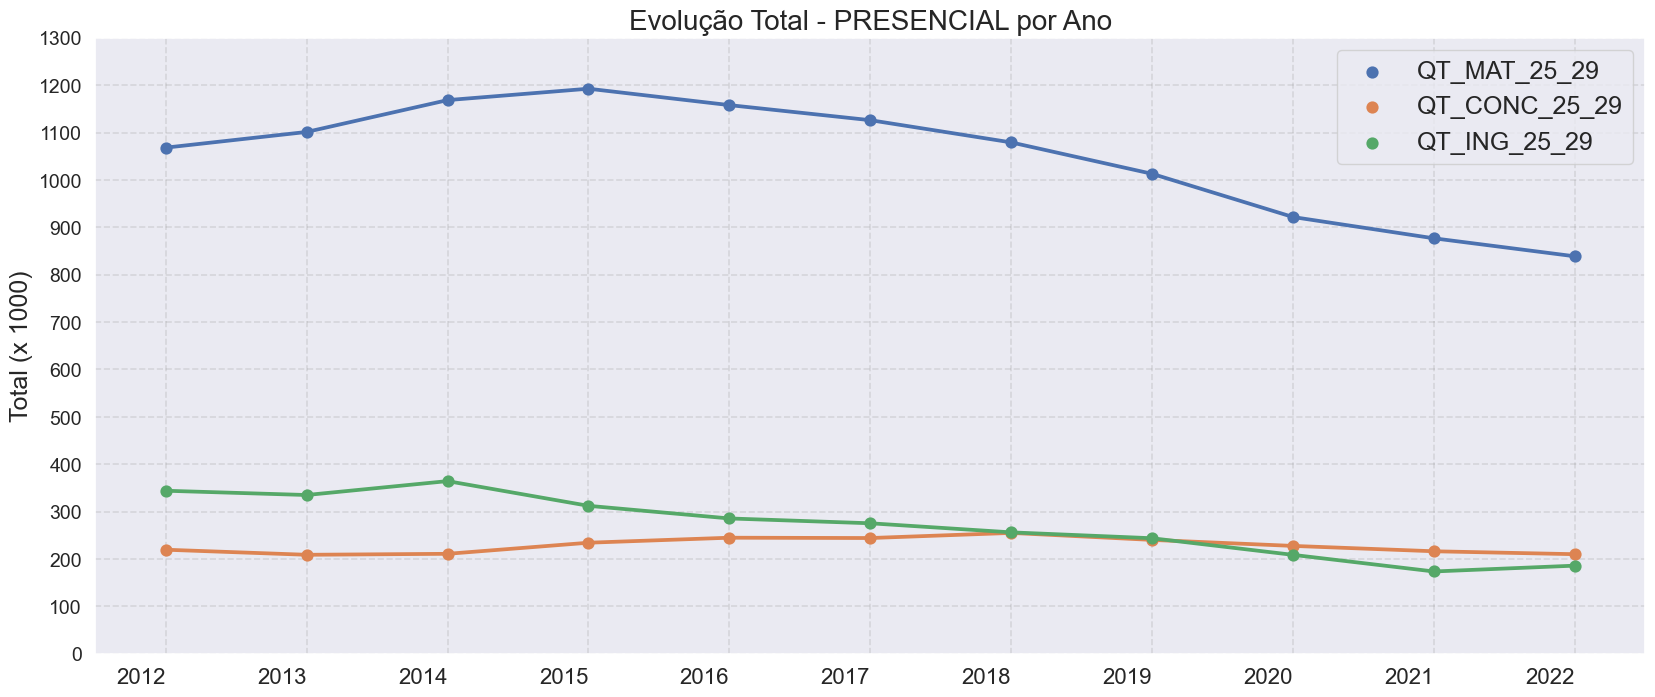 Evolução Total - PRESENCIAL por Ano
Total (x 1000)
1300
1200
1100
1000
900
800
700
600
500
400
300
200
100
0
QT_MAT_25_29
QT_CONC_25_29
QT_ING_25_29
2012 2013 2014 2015 2016 2017 2018 2019 2020 2021 2022